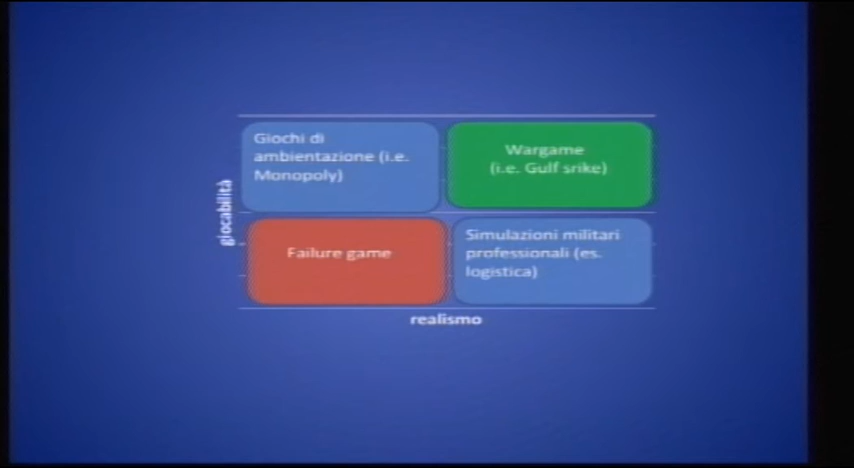 Giochi di
ambientazione (i.e.
Monopoly)
Wargame
(i.e. Gulf srike)
giocabilità
Failure game
Simulazioni militari
professionali (es.
logistica)
realismo